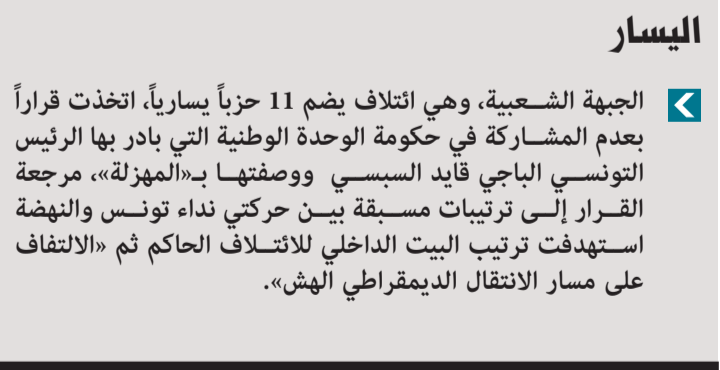 اليسار
الجبهة الشعبية، وهي ائتلاف يضم 11 حزباً يسارياً، اتخذت قراراً
بعدم المشاركة في حكومة الوحدة الوطنية التي بادر بها الرئيس
التونسي الباجي قايد السبسي ووصفتها بـ«المهزلة»، مرجعة
القرار إلى ترتيبات مسبقة بين حركتي نداء تونس والنهضة
استهدفت ترتيب البيت الداخلي للائتلاف الحاكم ثم «الالتفاف
على مسار الانتقال الديمقراطي الهش».